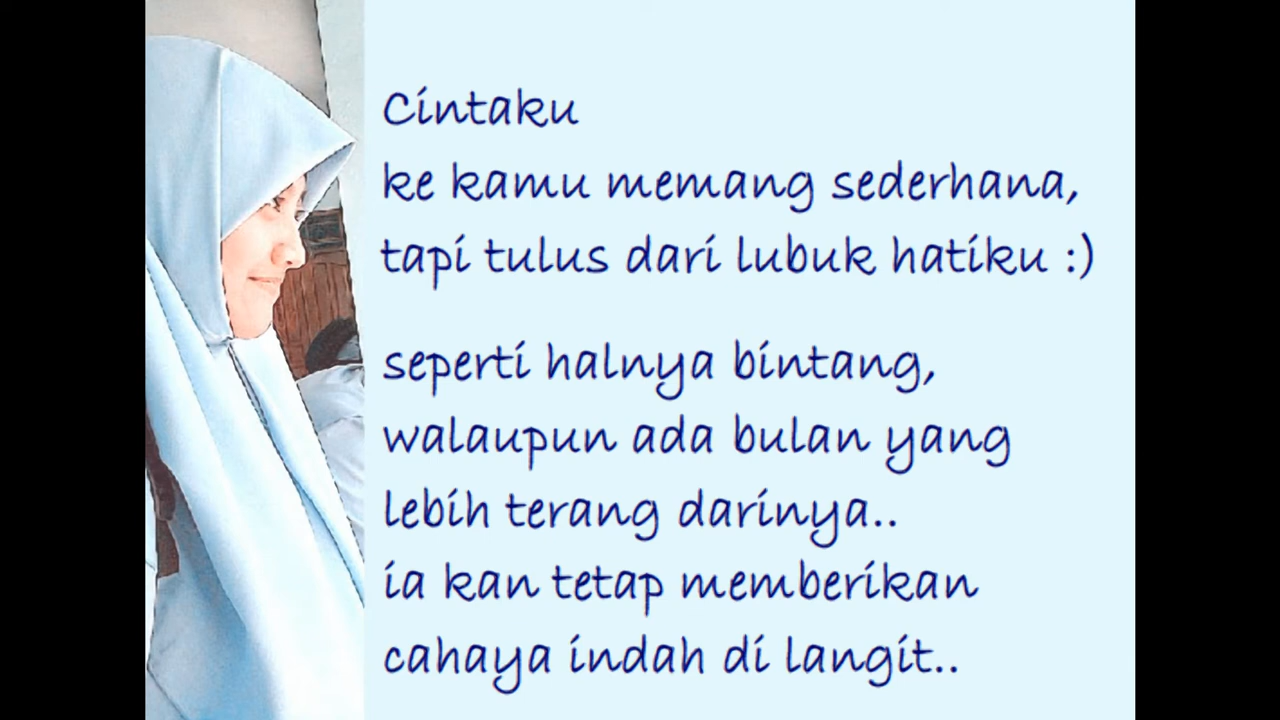 Cintaku
ke kamu memang sederhana,
tapi tulus dari lubuk hatiku :)
seperti halnya bintang,
walaupun ada bulan yang
lebih terang darinya..
ia kan tetap memberikan
cahaya indah di langit..